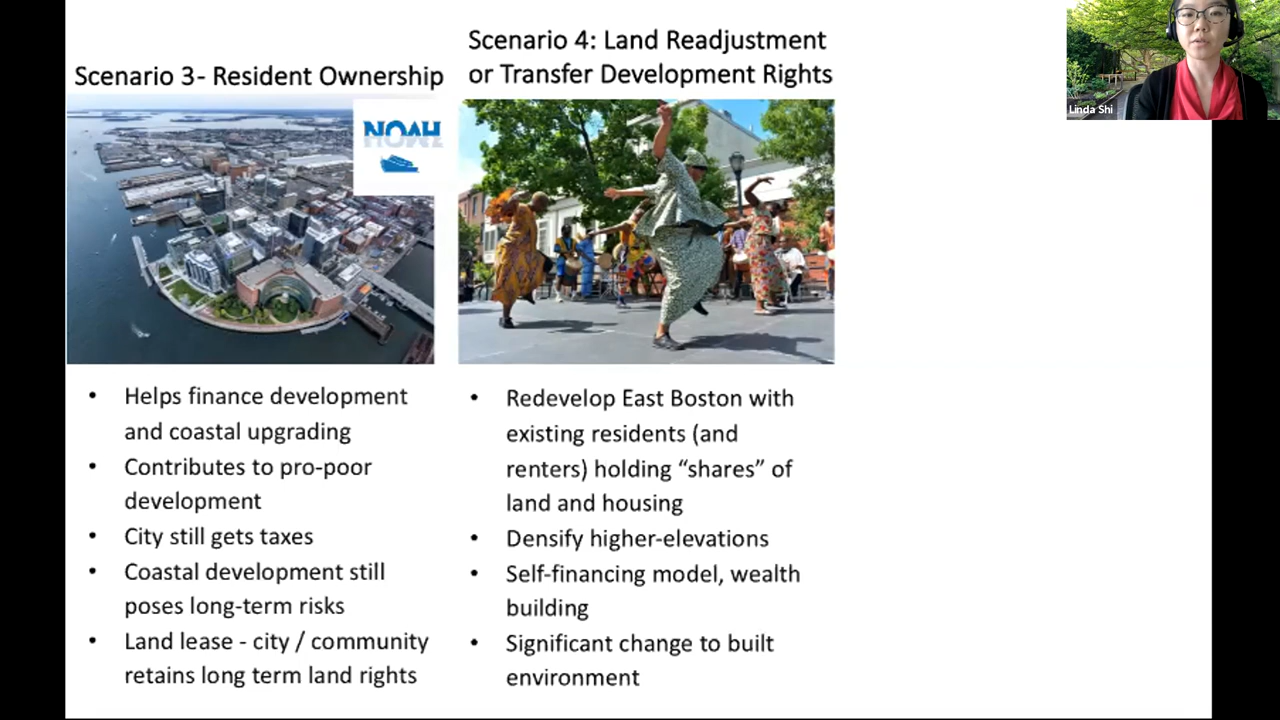 Scenario 3- Resident Ownership
NOAH
• Helps finance development
and coastal upgrading
• Contributes to pro-poor
development
• City still gets taxes
• Coastal development still
poses long-term risks
• Land lease - city / community
retains long term land rights
Scenario 4: Land Readjustment
or Transfer Development Rights
• Redevelop East Boston with
existing residents (and
renters) holding “shares” of
land and housing
• Densify higher-elevations
• Self-financing model, wealth
building
• Significant change to built
environment
Linda Shi